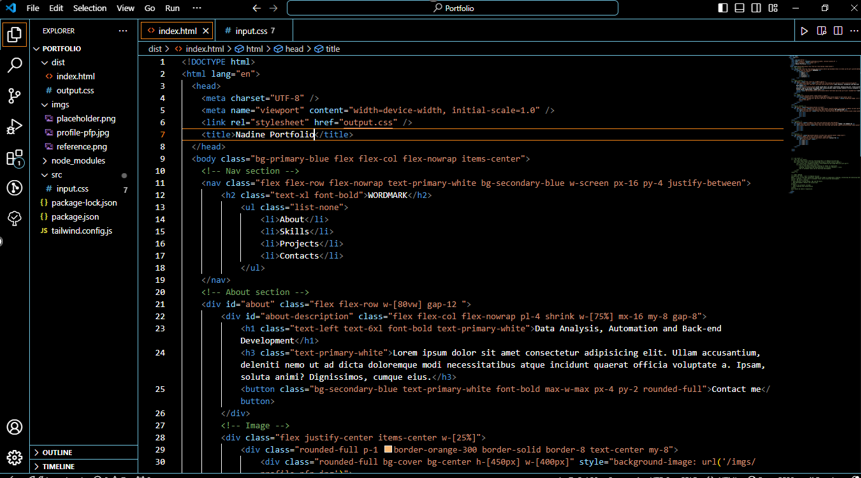 File Edit Selection View Go Run ··· ← → Portfolio
EXPLORER ···
PORTFOLIO
dist
<> index.html
# output.css
imgs
placeholder.png
profile-pfp.jpg
reference.png
node_modules
src
# input.css 7
{} package-lock.json
{} package.json
JS tailwind.config.js
OUTLINE
TIMELINE
1
<> index.html × # input.css 7
dist > <> index.html > html > head > title
1 <!DOCTYPE html>
2 <html lang="en">
3 <head>
4 <meta charset="UTF-8" />
5 <meta name="viewport" content="width=device-width, initial-scale=1.0" />
6 <link rel="stylesheet" href="output.css" />
7 <title>Nadine Portfolio</title>
8 </head>
9 <body class="bg-primary-blue flex flex-col flex-nowrap items-center">
10 <!-- Nav section -->
11 <nav class="flex flex-row flex-nowrap text-primary-white bg-secondary-blue w-screen px-16 py-4 justify-between">
12 <h2 class="text-xl font-bold">WORDMARK</h2>
13 <ul class="list-none">
14 <li>About</li>
15 <li>Skills</li>
16 <li>Projects</li>
17 <li>Contacts</li>
18 </ul>
19 </nav>
20 <!-- About section -->
21 <div id="about" class="flex flex-row w-[80vw] gap-12 ">
22 <div id="about-description" class="flex flex-col flex-nowrap pl-4 shrink w-[75%] mx-16 my-8 gap-8">
23 <h1 class="text-left text-6xl font-bold text-primary-white">Data Analysis, Automation and Back-end
Development</h1>
24 <h3 class="text-primary-white">Lorem ipsum dolor sit amet consectetur adipisicing elit. Ullam accusantium,
deleniti nemo ut ad dicta doloremque modi necessitatibus atque incidunt quaerat officia voluptate a. Ipsam,
soluta animi? Dignissimos, cumque eius.</h3>
25 <button class="bg-secondary-blue text-primary-white font-bold max-w-max px-4 py-2 rounded-full">Contact me</
button>
26 </div>
27 <!-- Image -->
28 <div class="flex justify-center items-center w-[25%]">
29 <div class="rounded-full p-1 border-orange-300 border-solid border-8 text-center my-8">
30 <div class="rounded-full bg-cover bg-center h-[450px] w-[400px]" style="background-image: url('/imgs/